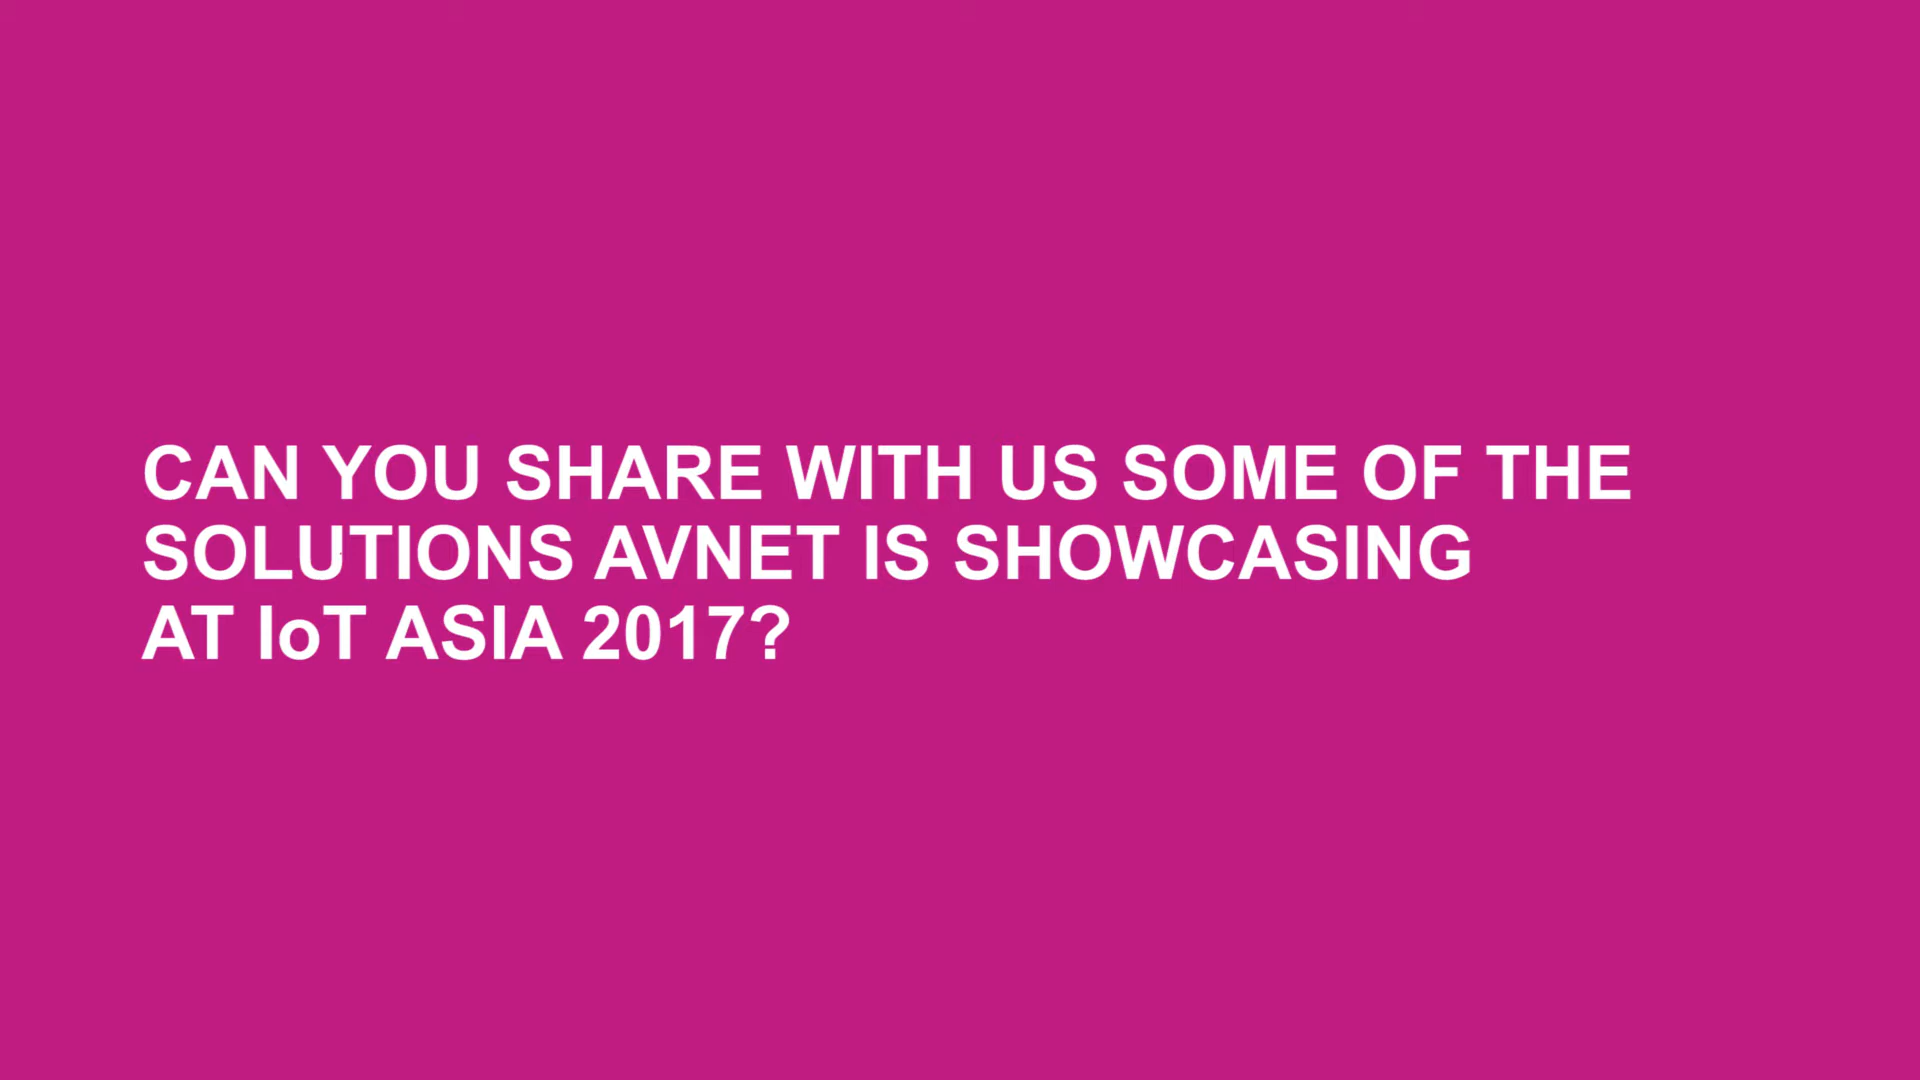 CAN YOU SHARE WITH US SOME OF THE
SOLUTIONS AVNET IS SHOWCASING
AT IoT ASIA 2017?